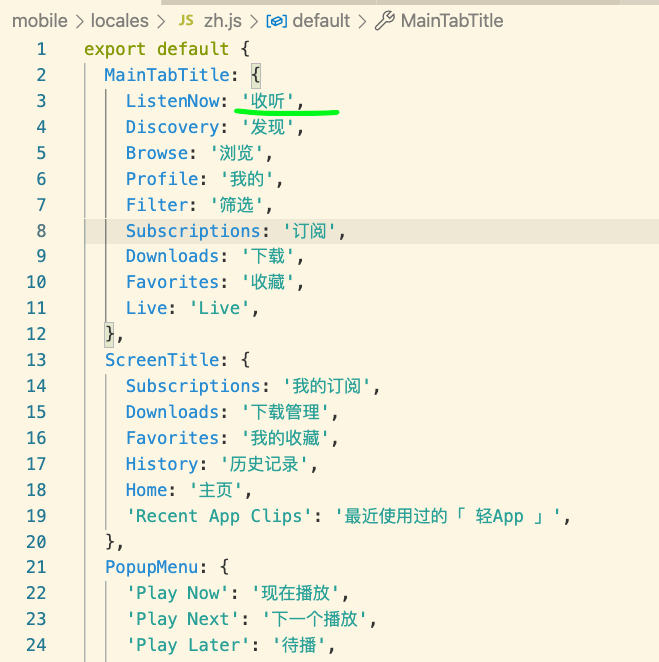 mobile > locales > JS zh.js > default > MainTabTitle
1 export default {
2 MainTabTitle: {
3 ListenNow: '收听',
4 Discovery: '发现',
5 Browse: '浏览',
6 Profile: '我的',
7 Filter: '筛选',
8 Subscriptions: '订阅',
9 Downloads: '下载',
10 Favorites: '收藏',
11 Live: 'Live',
12 },
13 ScreenTitle: {
14 Subscriptions: '我的订阅',
15 Downloads: '下载管理',
16 Favorites: '我的收藏',
17 History: '历史记录',
18 Home: '主页',
19 'Recent App Clips': '最近使用过的「 轻App 」',
20 },
21 PopupMenu: {
22 'Play Now': '现在播放',
23 'Play Next': '下一个播放',
24 'Play Later': '待播',